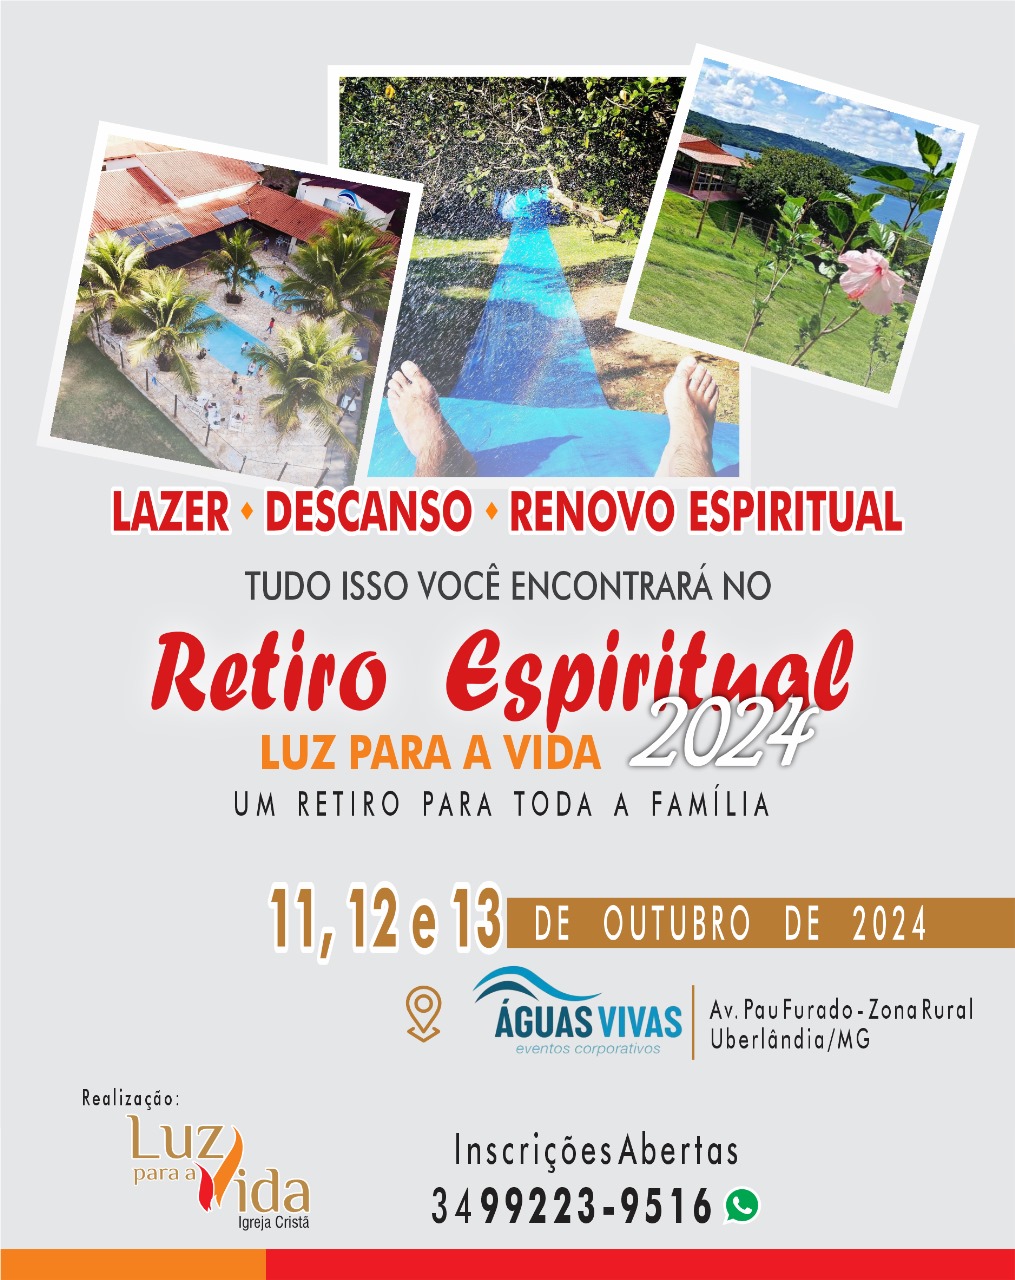 LAZER ♦ DESCANSO ♦ RENOVO ESPIRITUAL
TUDO ISSO VOCÊ ENCONTRARÁ NO
Retiro Espiritual
2024
LUZ PARA A VIDA
UM RETIRO PARA TODA A FAMÍLIA
11, 12 e 13 DE OUTUBRO DE 2024
ÁGUAS VIVAS
eventos corporativos
Av. Pau Furado - Zona Rural
Uberlândia/MG
Realização:
Luz
para a
Vida
Igreja Cristã
Inscrições Abertas
34 99223-9516